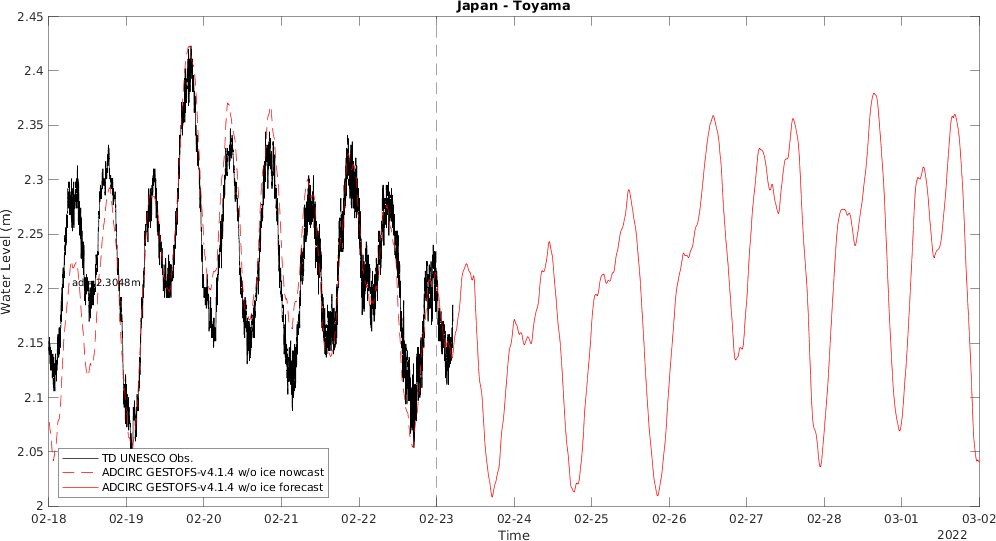 Japan - Toyama
2.45
2.4
2.35
2.3
2.25
2.2
2.15
2.1
2.05
2
Water Level (m)
2.3048m
TD UNESCO Obs.
ADCIRC GESTOFS-v4.1.4 w/o ice nowcast
ADCIRC GESTOFS-v4.1.4 w/o ice forecast
02-18 02-19 02-20 02-21 02-22 02-23 02-24 02-25 02-26 02-27 02-28 03-01 03-02
Time
2022